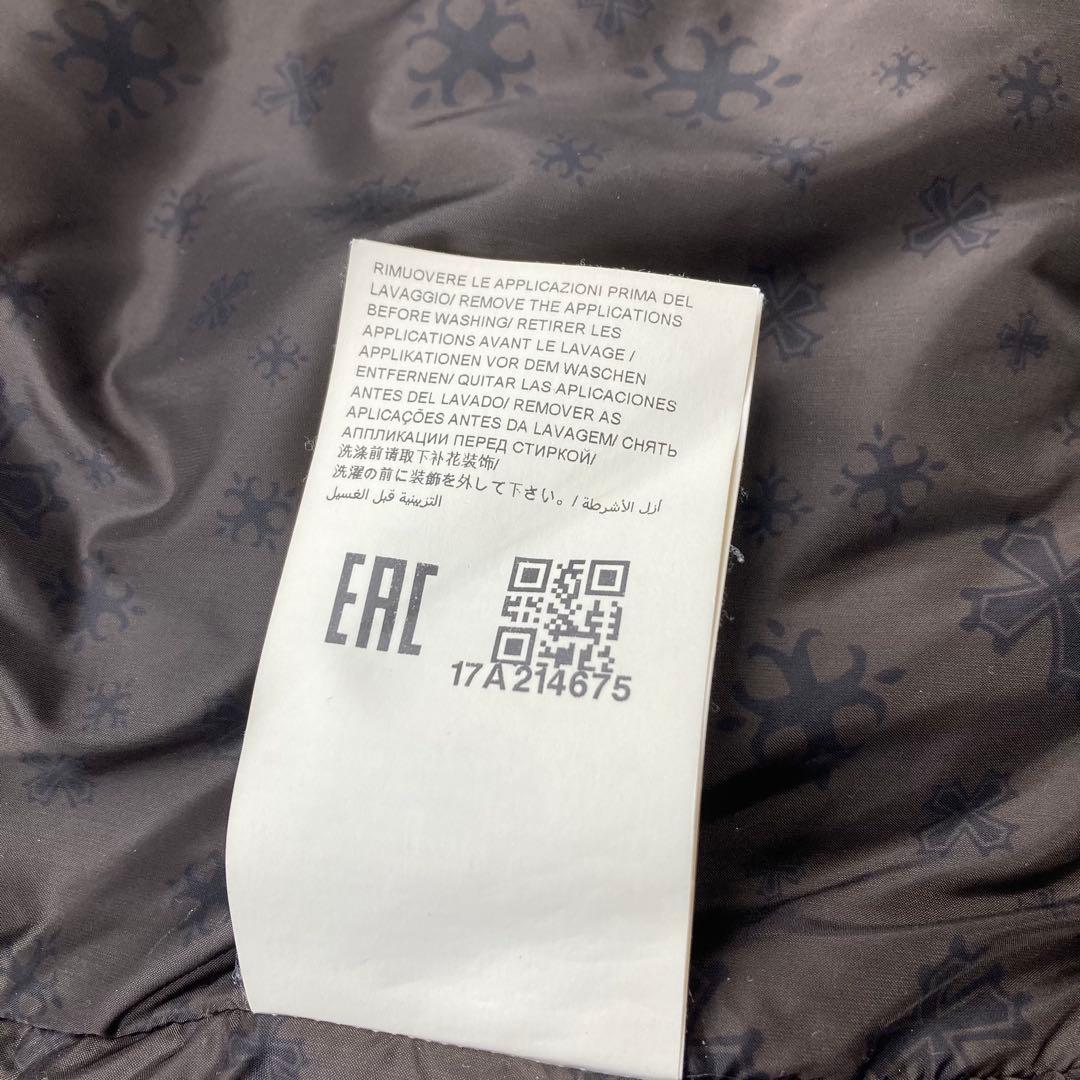 RIMUOVERE LE APPLICAZIONI PRIMA DEL
LAVAGGIO/ REMOVE THE APPLICATIONS
BEFORE WASHING/ RETIRER LES
APPLICATIONS AVANT LE LAVAGE /
APPLIKATIONEN VOR DEM WASCHEN
ENTFERNEN/ QUITAR LAS APLICACIONES
ANTES DEL LAVADO/ REMOVER AS
APLICAÇÕES ANTES DA LAVAGEM/ СНЯТЬ
АППЛИКАЦИИ ПЕРЕД СТИРКОЙ/
洗涤前请取下补花装饰/
洗濯の前に装飾を外して下さい。/ أزل الأشرطة
التزيينية قبل الغسيل
EAC
17A214675